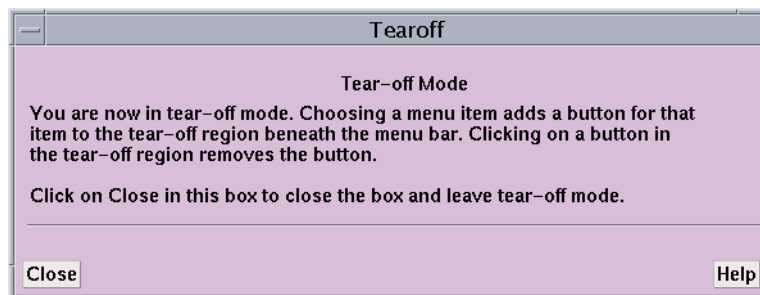 Tearoff
Tear-off Mode
You are now in tear-off mode. Choosing a menu item adds a button for that
item to the tear-off region beneath the menu bar. Clicking on a button in
the tear-off region removes the button.
Click on Close in this box to close the box and leave tear-off mode.
Close
Help